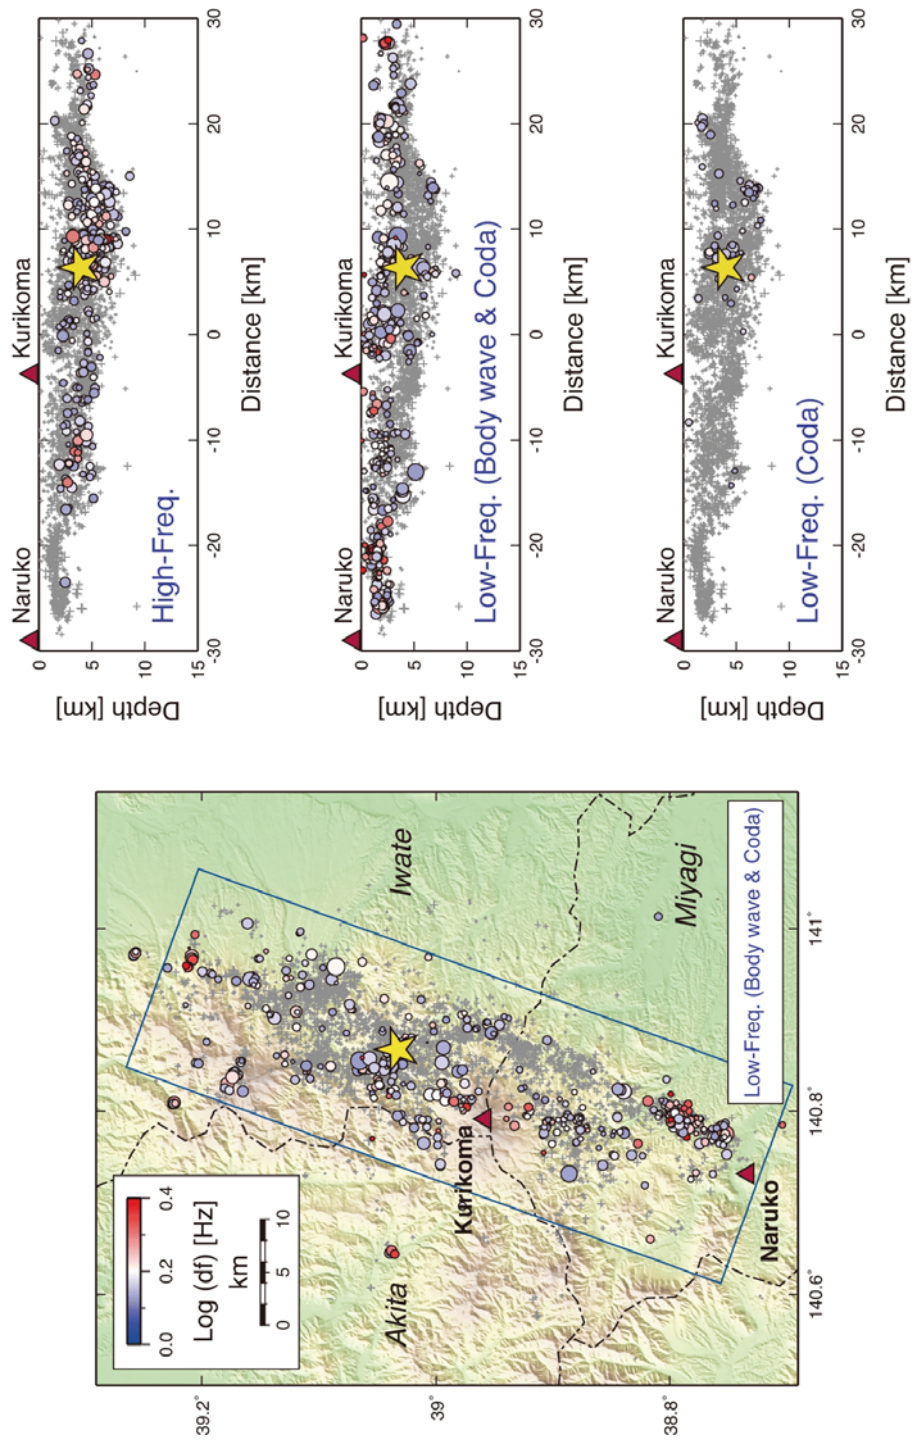 0.0
0.2
0.4
Log (df) [Hz]
km
0
5
10
Akita
Iwate
Miyagi
Kurikoma
Naruko
Low-Freq. (Body wave & Coda)
39.2°
39°
38.8°
140.6°
140.8°
141°
Naruko
Kurikoma
0
5
10
15
Depth [km]
High-Freq.
-30
-20
-10
0
10
20
30
Distance [km]
Naruko
Kurikoma
0
5
10
15
Depth [km]
Low-Freq. (Body wave & Coda)
-30
-20
-10
0
10
20
30
Distance [km]
Naruko
Kurikoma
0
5
10
15
Depth [km]
Low-Freq. (Coda)
-30
-20
-10
0
10
20
30
Distance [km]